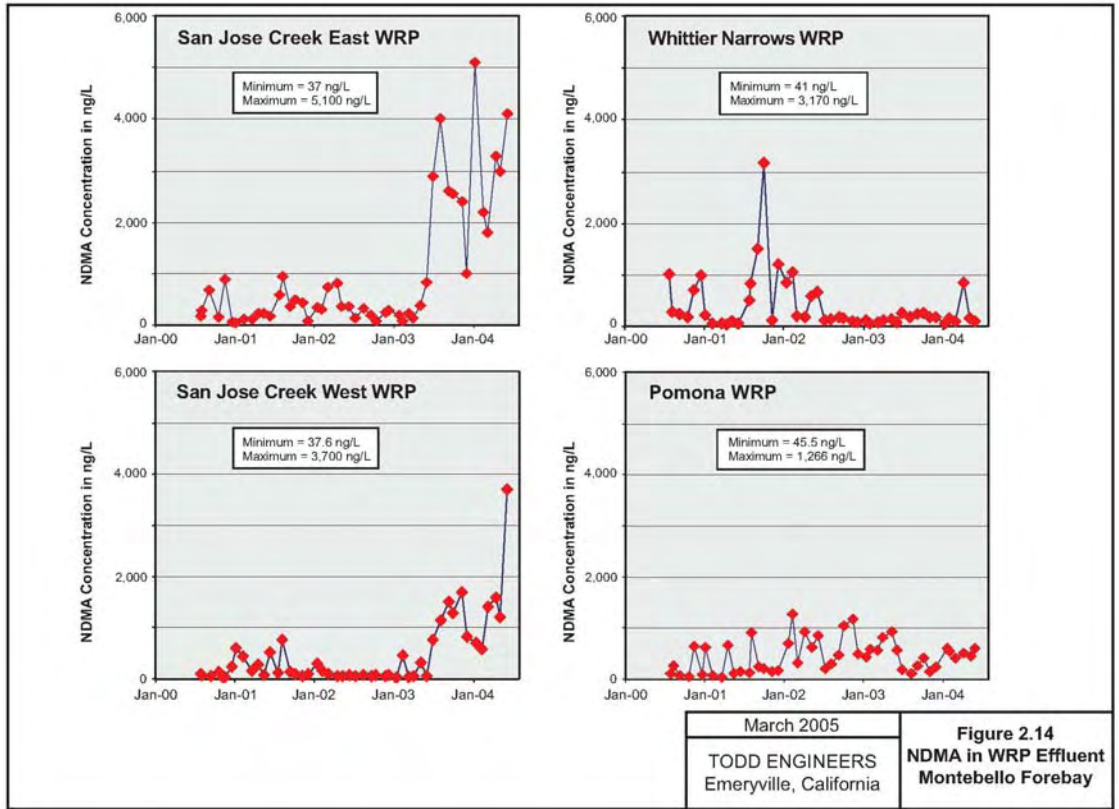 San Jose Creek East WRP
Minimum = 37 ng/L
Maximum = 5,100 ng/L
NDMA Concentration in ng/L
6,000
4,000
2,000
0
Jan-00 Jan-01 Jan-02 Jan-03 Jan-04
Whittier Narrows WRP
Minimum = 41 ng/L
Maximum = 3,170 ng/L
NDMA Concentration in ng/L
6,000
4,000
2,000
0
Jan-00 Jan-01 Jan-02 Jan-03 Jan-04
San Jose Creek West WRP
Minimum = 37.6 ng/L
Maximum = 3,700 ng/L
NDMA Concentration in ng/L
6,000
4,000
2,000
0
Jan-00 Jan-01 Jan-02 Jan-03 Jan-04
Pomona WRP
Minimum = 45.5 ng/L
Maximum = 1,266 ng/L
NDMA Concentration in ng/L
6,000
4,000
2,000
0
Jan-00 Jan-01 Jan-02 Jan-03 Jan-04
March 2005
TODD ENGINEERS
Emeryville, California
Figure 2.14
NDMA in WRP Effluent
Montebello Forebay